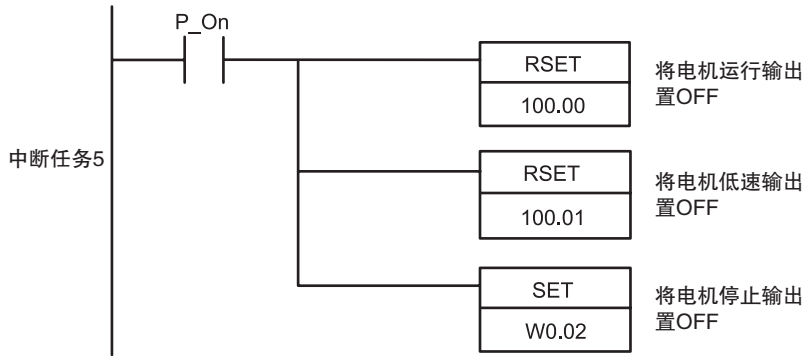 P_On
RSET
100.00
将电机运行输出
置OFF
中断任务5
RSET
100.01
将电机低速输出
置OFF
SET
W0.02
将电机停止输出
置OFF